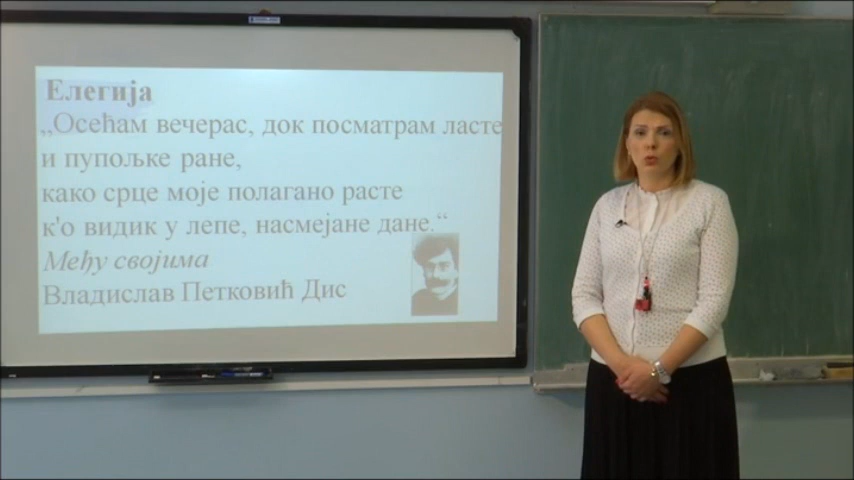 Елегија
„Осећам вечерас, док посматрам ласте
и пупољке ране,
како срце моје полагано расте
к'о видик у лепе, насмејане дане.“
Међу својима
Владислав Петковић Дис